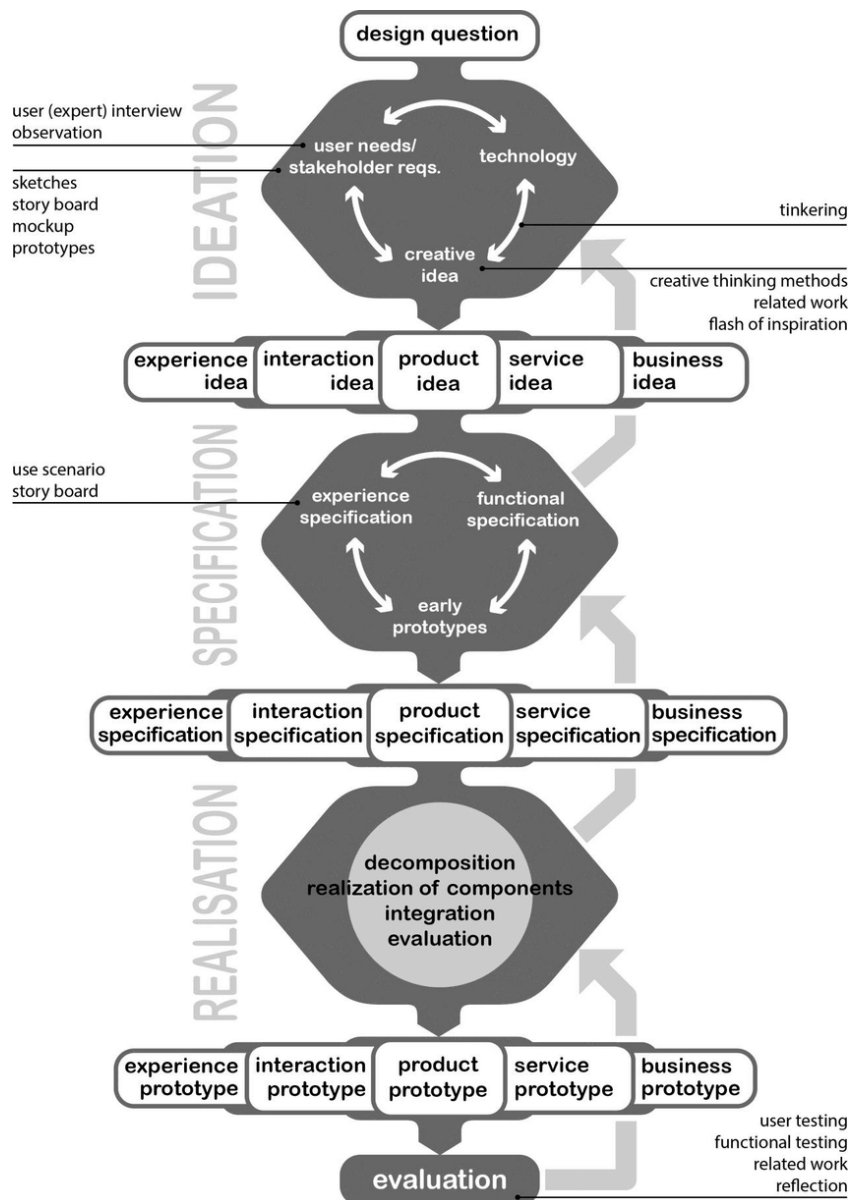 design question
IDEATION
user (expert) interview
observation
sketches
story board
mockup
prototypes
user needs/
stakeholder reqs.
technology
creative
idea
tinkering
creative thinking methods
related work
flash of inspiration
experience
idea
interaction
idea
product
idea
service
idea
business
idea
SPECIFICATION
use scenario
story board
experience
specification
functional
specification
early
prototypes
experience
specification
interaction
specification
product
specification
service
specification
business
specification
REALISATION
decomposition
realization of components
integration
evaluation
experience
prototype
interaction
prototype
product
prototype
service
prototype
business
prototype
user testing
functional testing
related work
reflection
evaluation